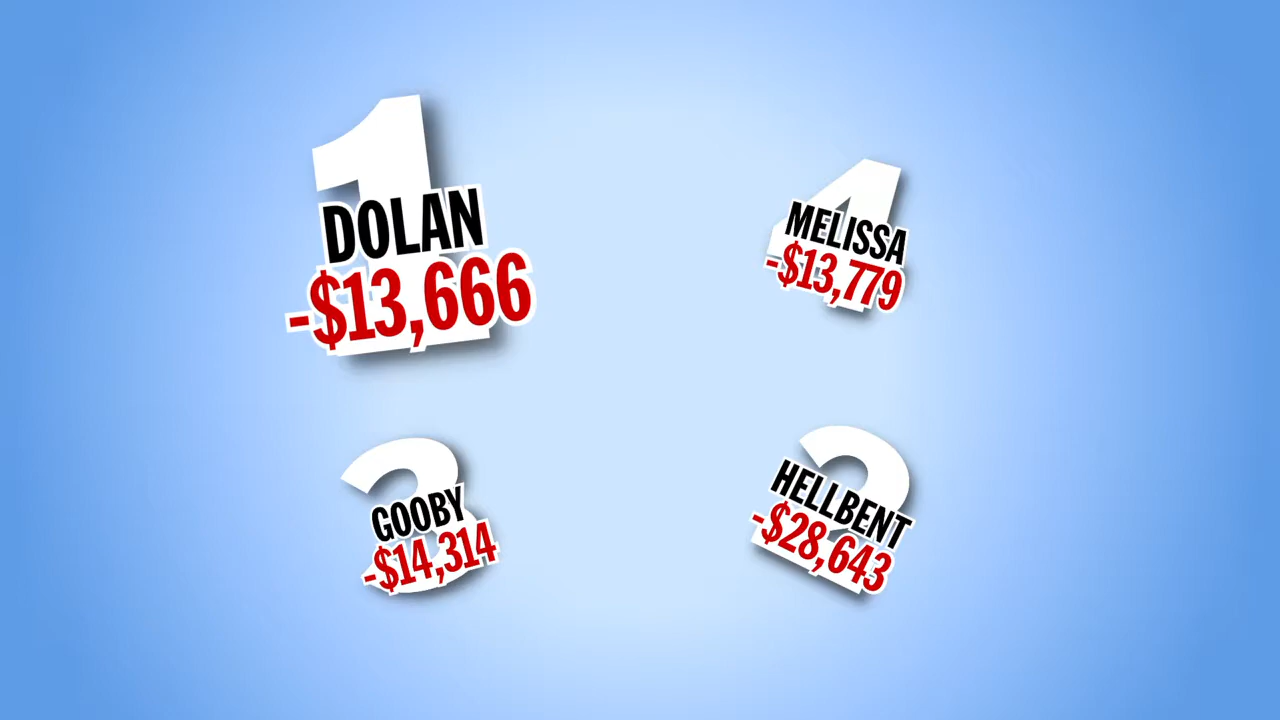 1
DOLAN
-$13,666
4
MELISSA
-$13,779
3
GOOBY
-$14,314
2
HELLBENT
-$28,643